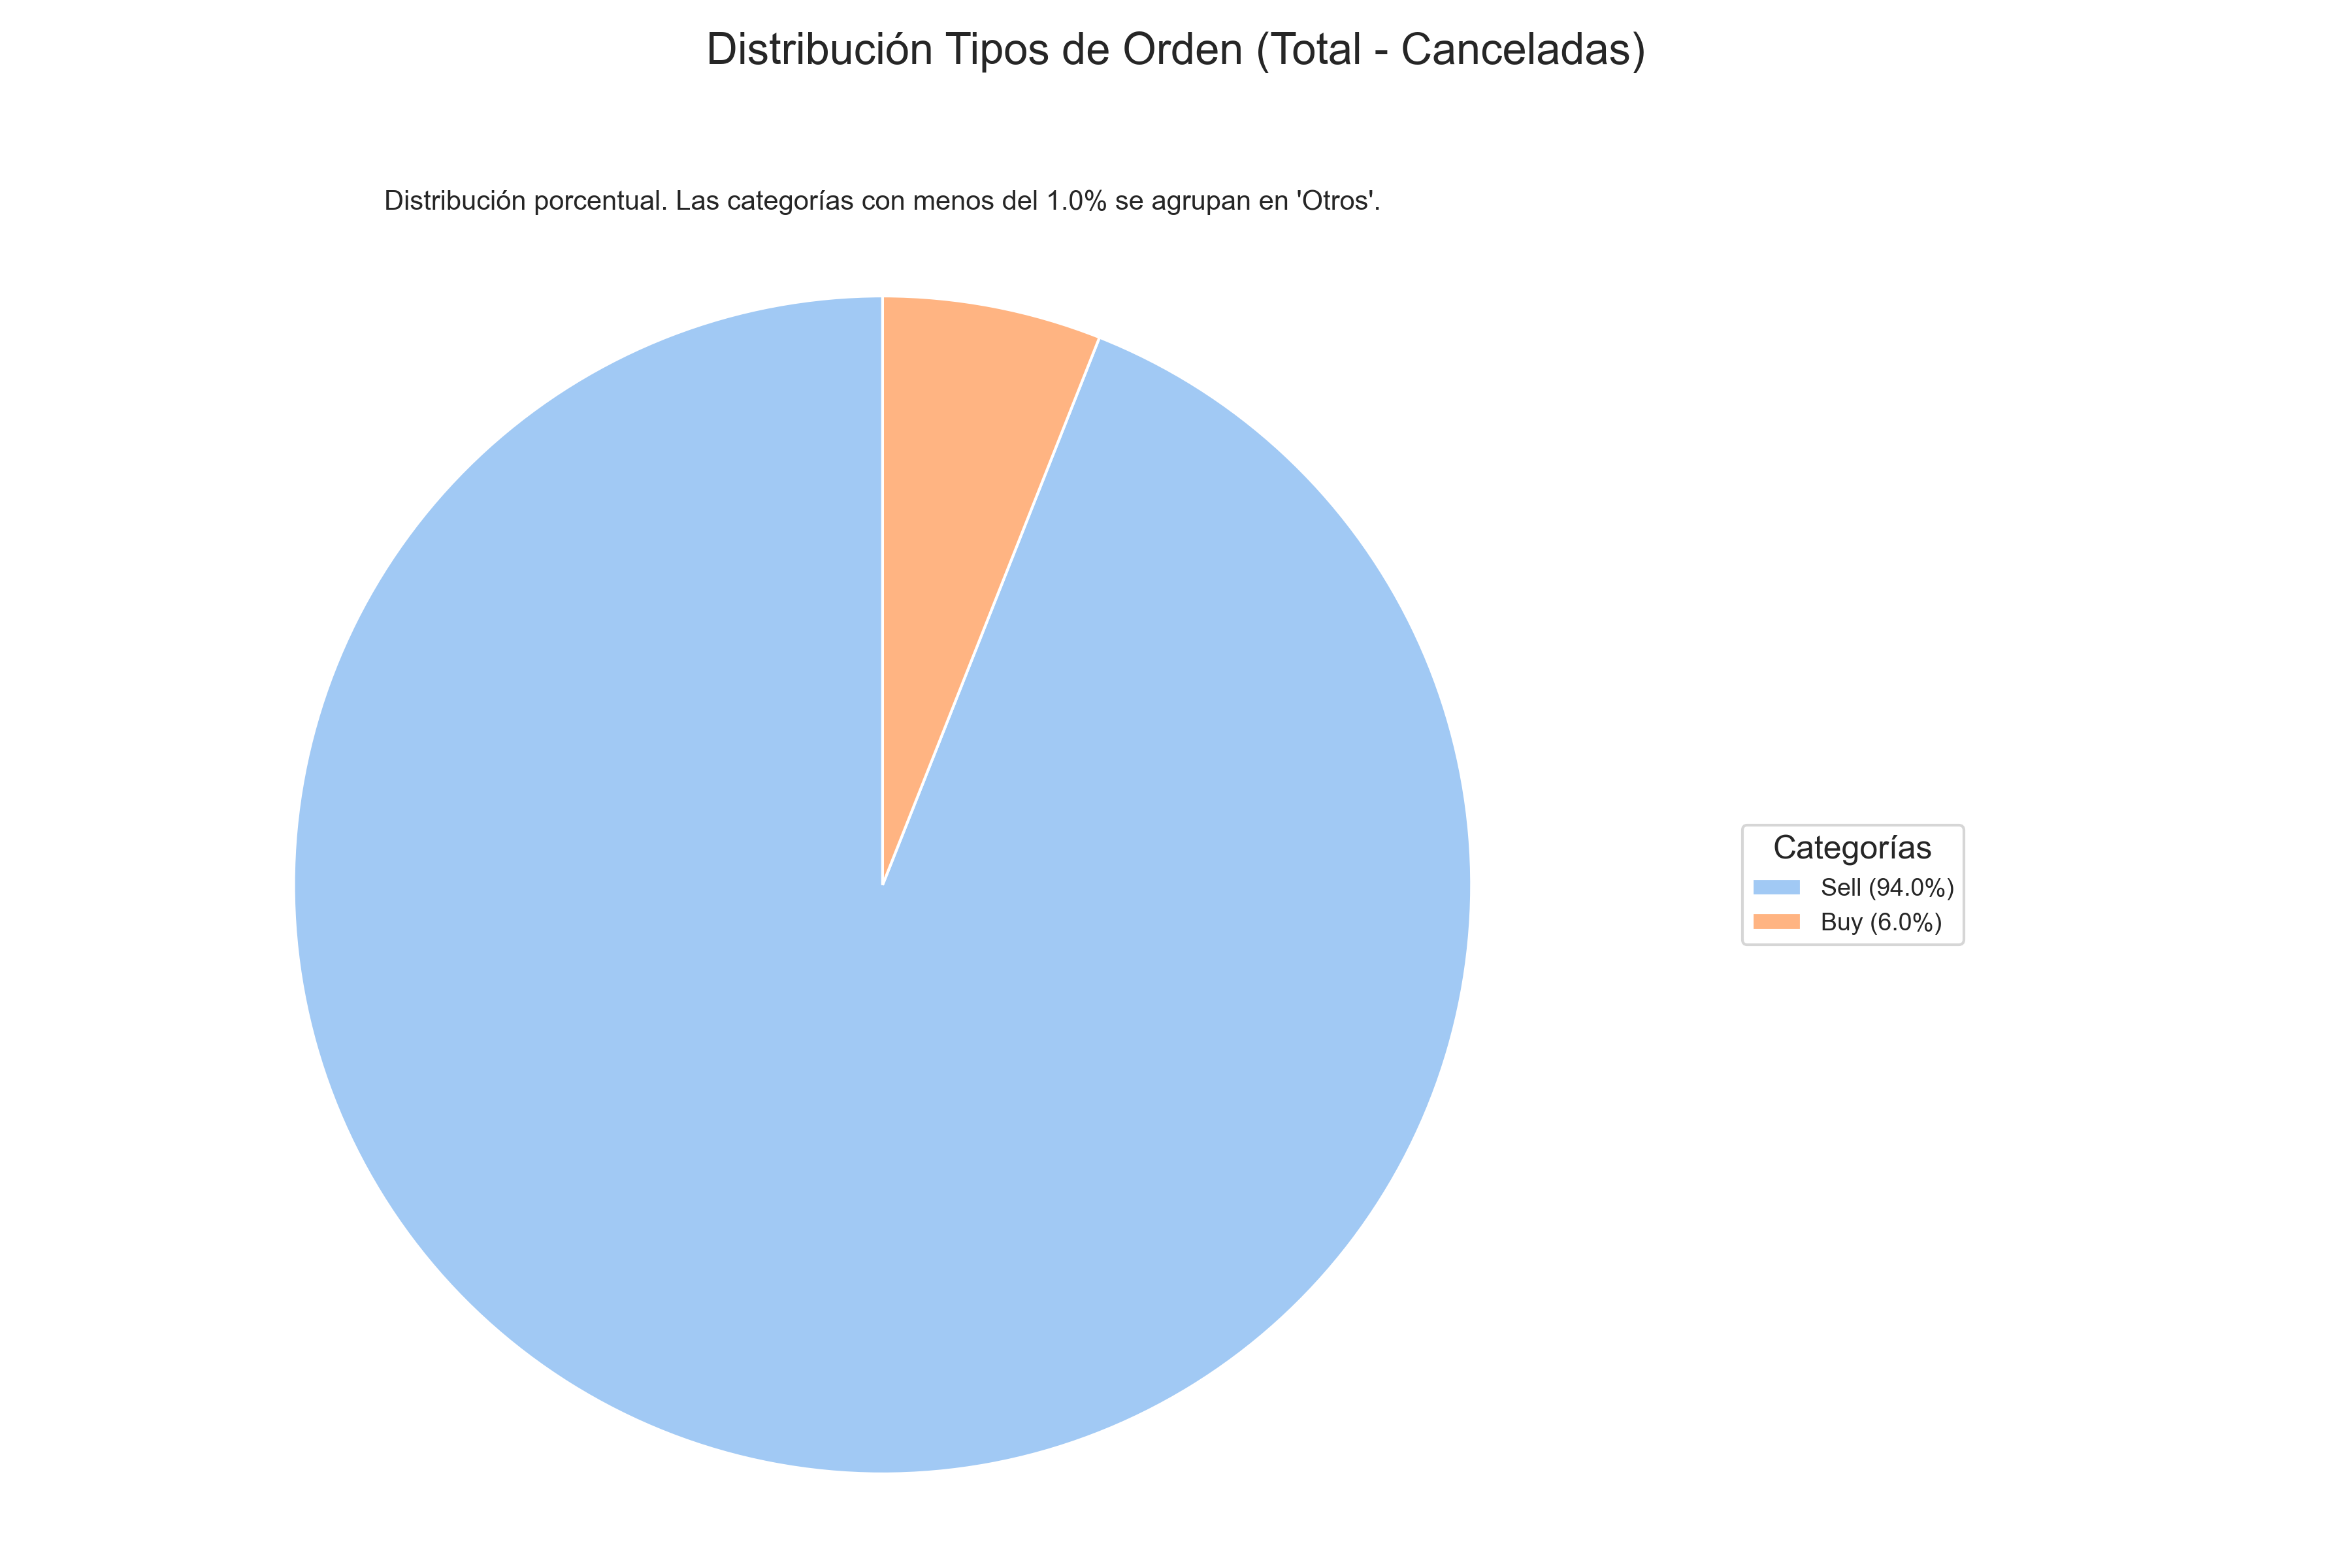 Distribución Tipos de Orden (Total - Canceladas)
Distribución porcentual. Las categorías con menos del 1.0% se agrupan en 'Otros'.
Categorías
Sell (94.0%)
Buy (6.0%)